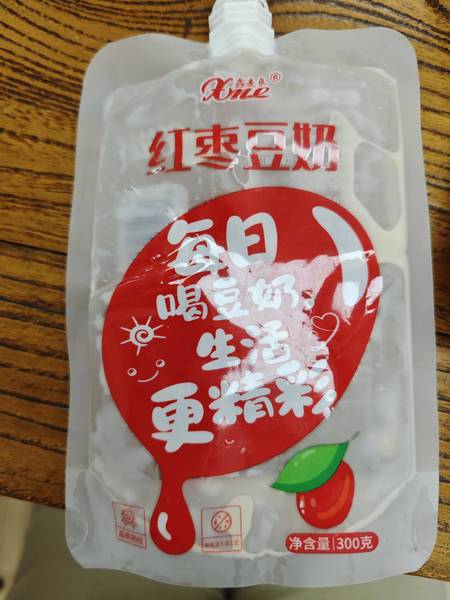 Xme®
红枣豆奶
每日
喝豆奶
生活
更精彩
净含量 300克